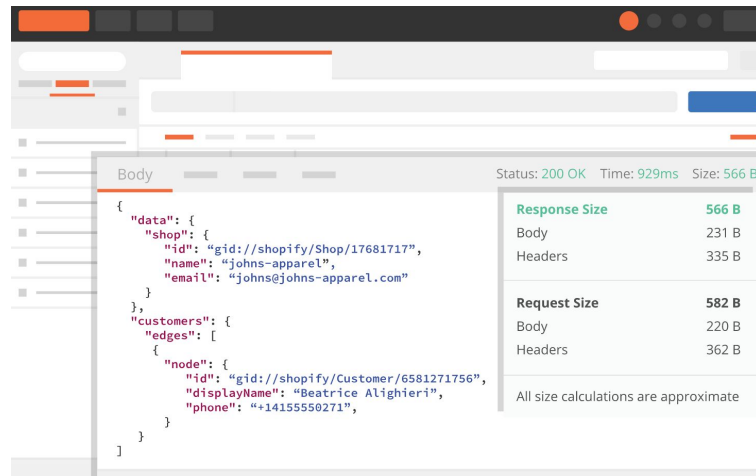 Body
Status: 200 OK Time: 929ms Size: 566 B
{
"data": {
"shop": {
"id": “gid://shopify/Shop/17681717”,
"name": “johns-apparel”,
"email": “johns@johns-apparel.com”
}
},
"customers": {
"edges": [
{
"node": {
"id": “gid://shopify/Customer/6581271756”,
"displayName": “Beatrice Alighieri”,
"phone": “+14155550271”,
}
}
]
Response Size 566 B
Body 231 B
Headers 335 B
Request Size 582 B
Body 220 B
Headers 362 B
All size calculations are approximate